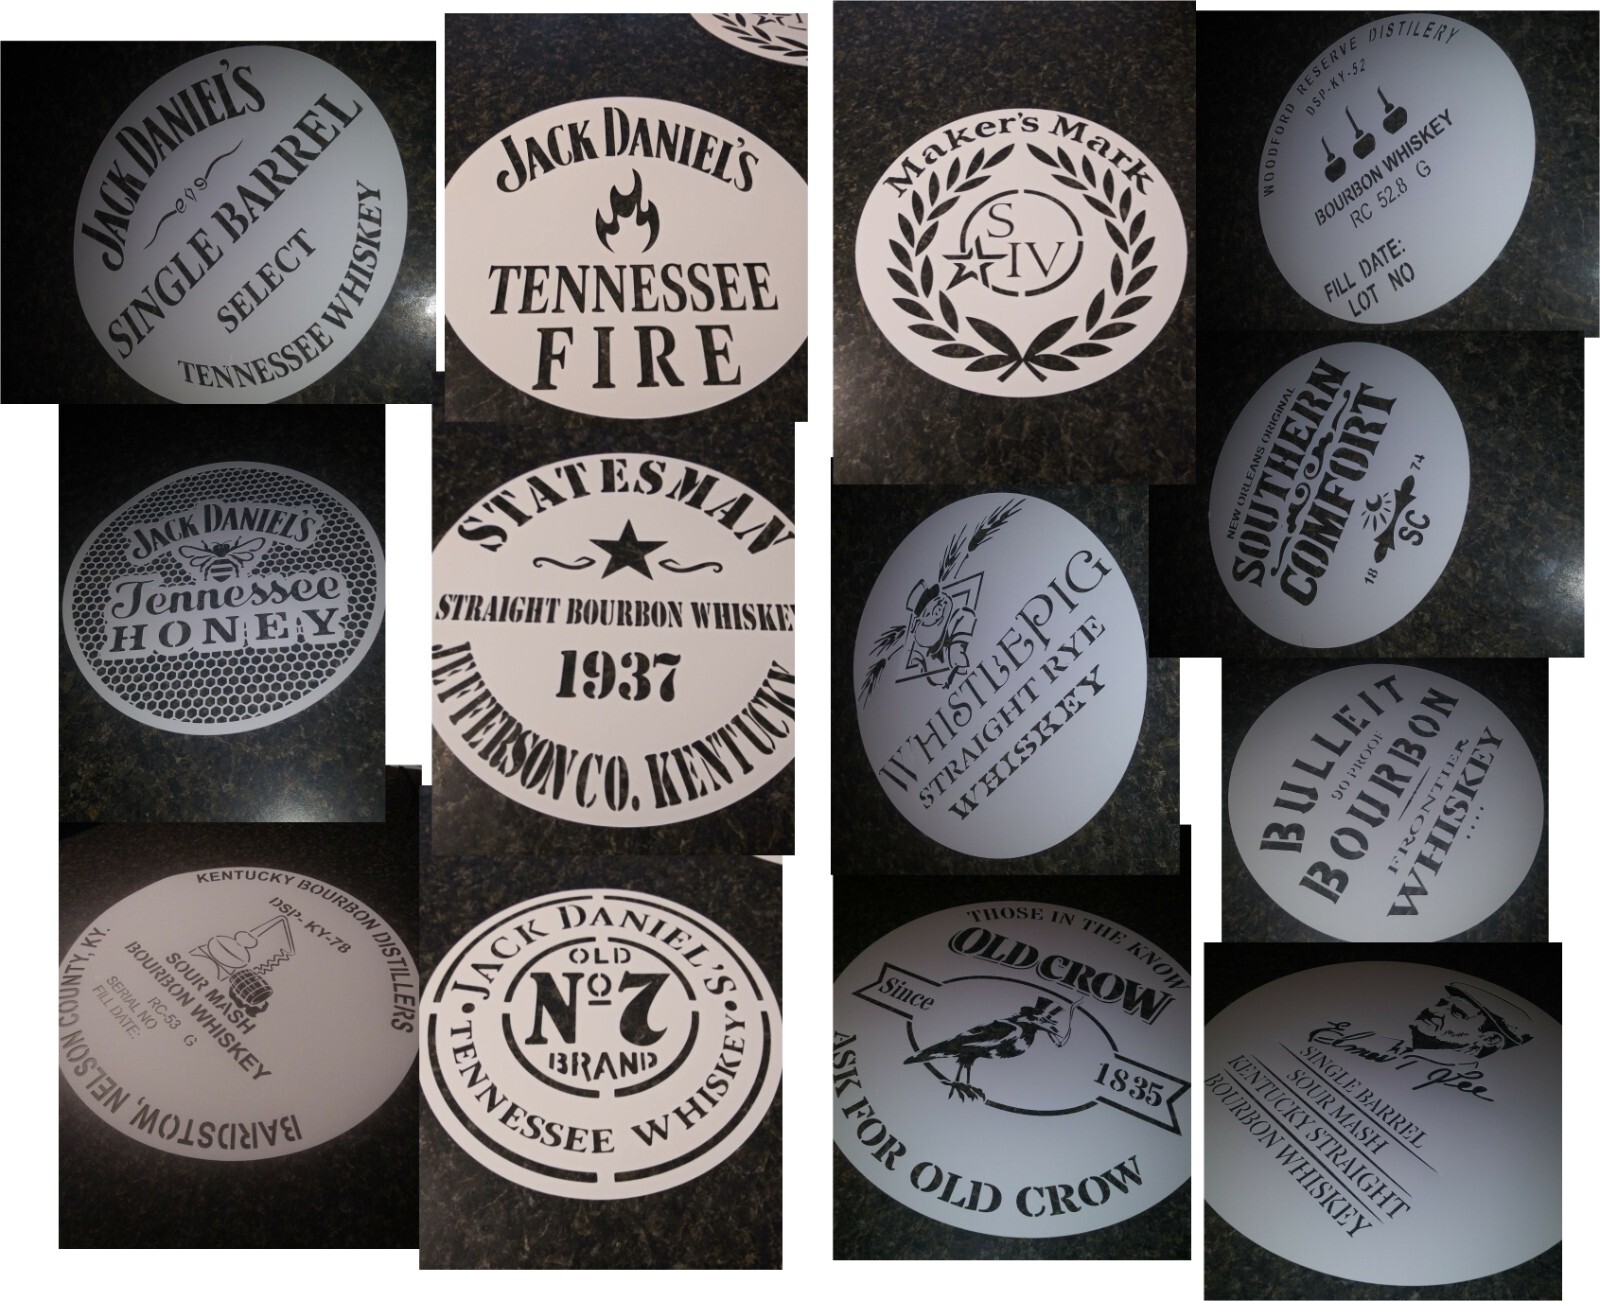 JACK DANIEL'S
SINGLE BARREL
SELECT
TENNESSEE WHISKEY
JACK DANIEL'S
TENNESSEE
FIRE
Maker's Mark
S
IV
WOODFORD RESERVE DISTILERY
DSP-KY-52
BOURBON WHISKEY
RC 52.8 G
FILL DATE:
LOT NO
JACK DANIEL'S
Tennessee
HONEY
STATESMAN
STRAIGHT BOURBON WHISKEY
1937
JEFFERSON CO. KENTUCKY
WHISTLEPIG
STRAIGHT RYE
WHISKEY
NEW ORLEANS ORIGINAL
SOUTHERN
COMFORT
18 74
SC
BULLEIT
90 PROOF
BOURBON
FRONTIER
WHISKEY
KENTUCKY BOURBON DISTILLERS
DSP-KY-78
SOUR MASH
BOURBON WHISKEY
RC-53 G
SERIAL NO
FILL DATE:
BARDSTOW, NELSON COUNTY, KY.
JACK DANIEL'S
OLD
Nº7
BRAND
TENNESSEE WHISKEY
THOSE IN THE KNOW
OLD CROW
Since
1835
ASK FOR OLD CROW
Elmer T Lee
SINGLE BARREL
SOUR MASH
KENTUCKY STRAIGHT
BOURBON WHISKEY